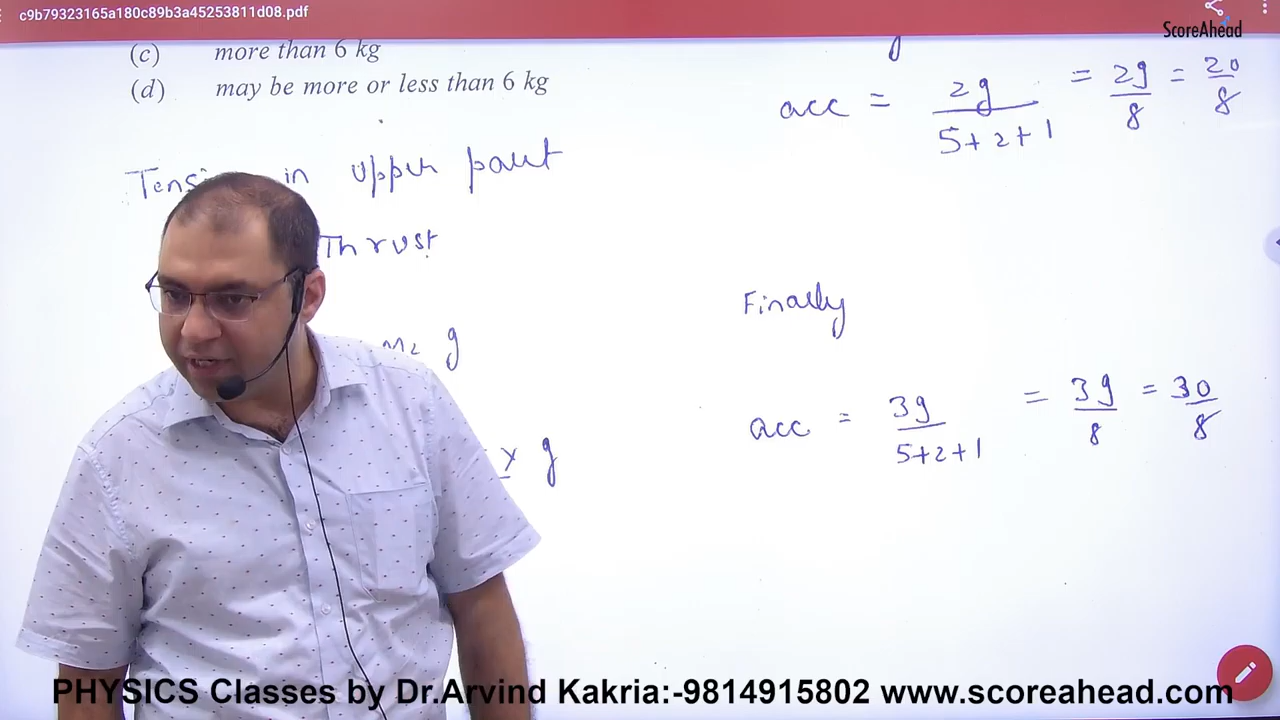 c9b79323165a180c89b3a45253811d08.pdf
ScoreAhead
(c) more than 6 kg
(d) may be more or less than 6 kg
acc = 2g / 5+2+1 = 2g / 8 = 20 / 8
in upper part
Thrust
Finally
m2 g
acc = 3g / 5+2+1 = 3g / 8 = 30 / 8
g
PHYSICS Classes by Dr.Arvind Kakria:-9814915802 www.scoreahead.com